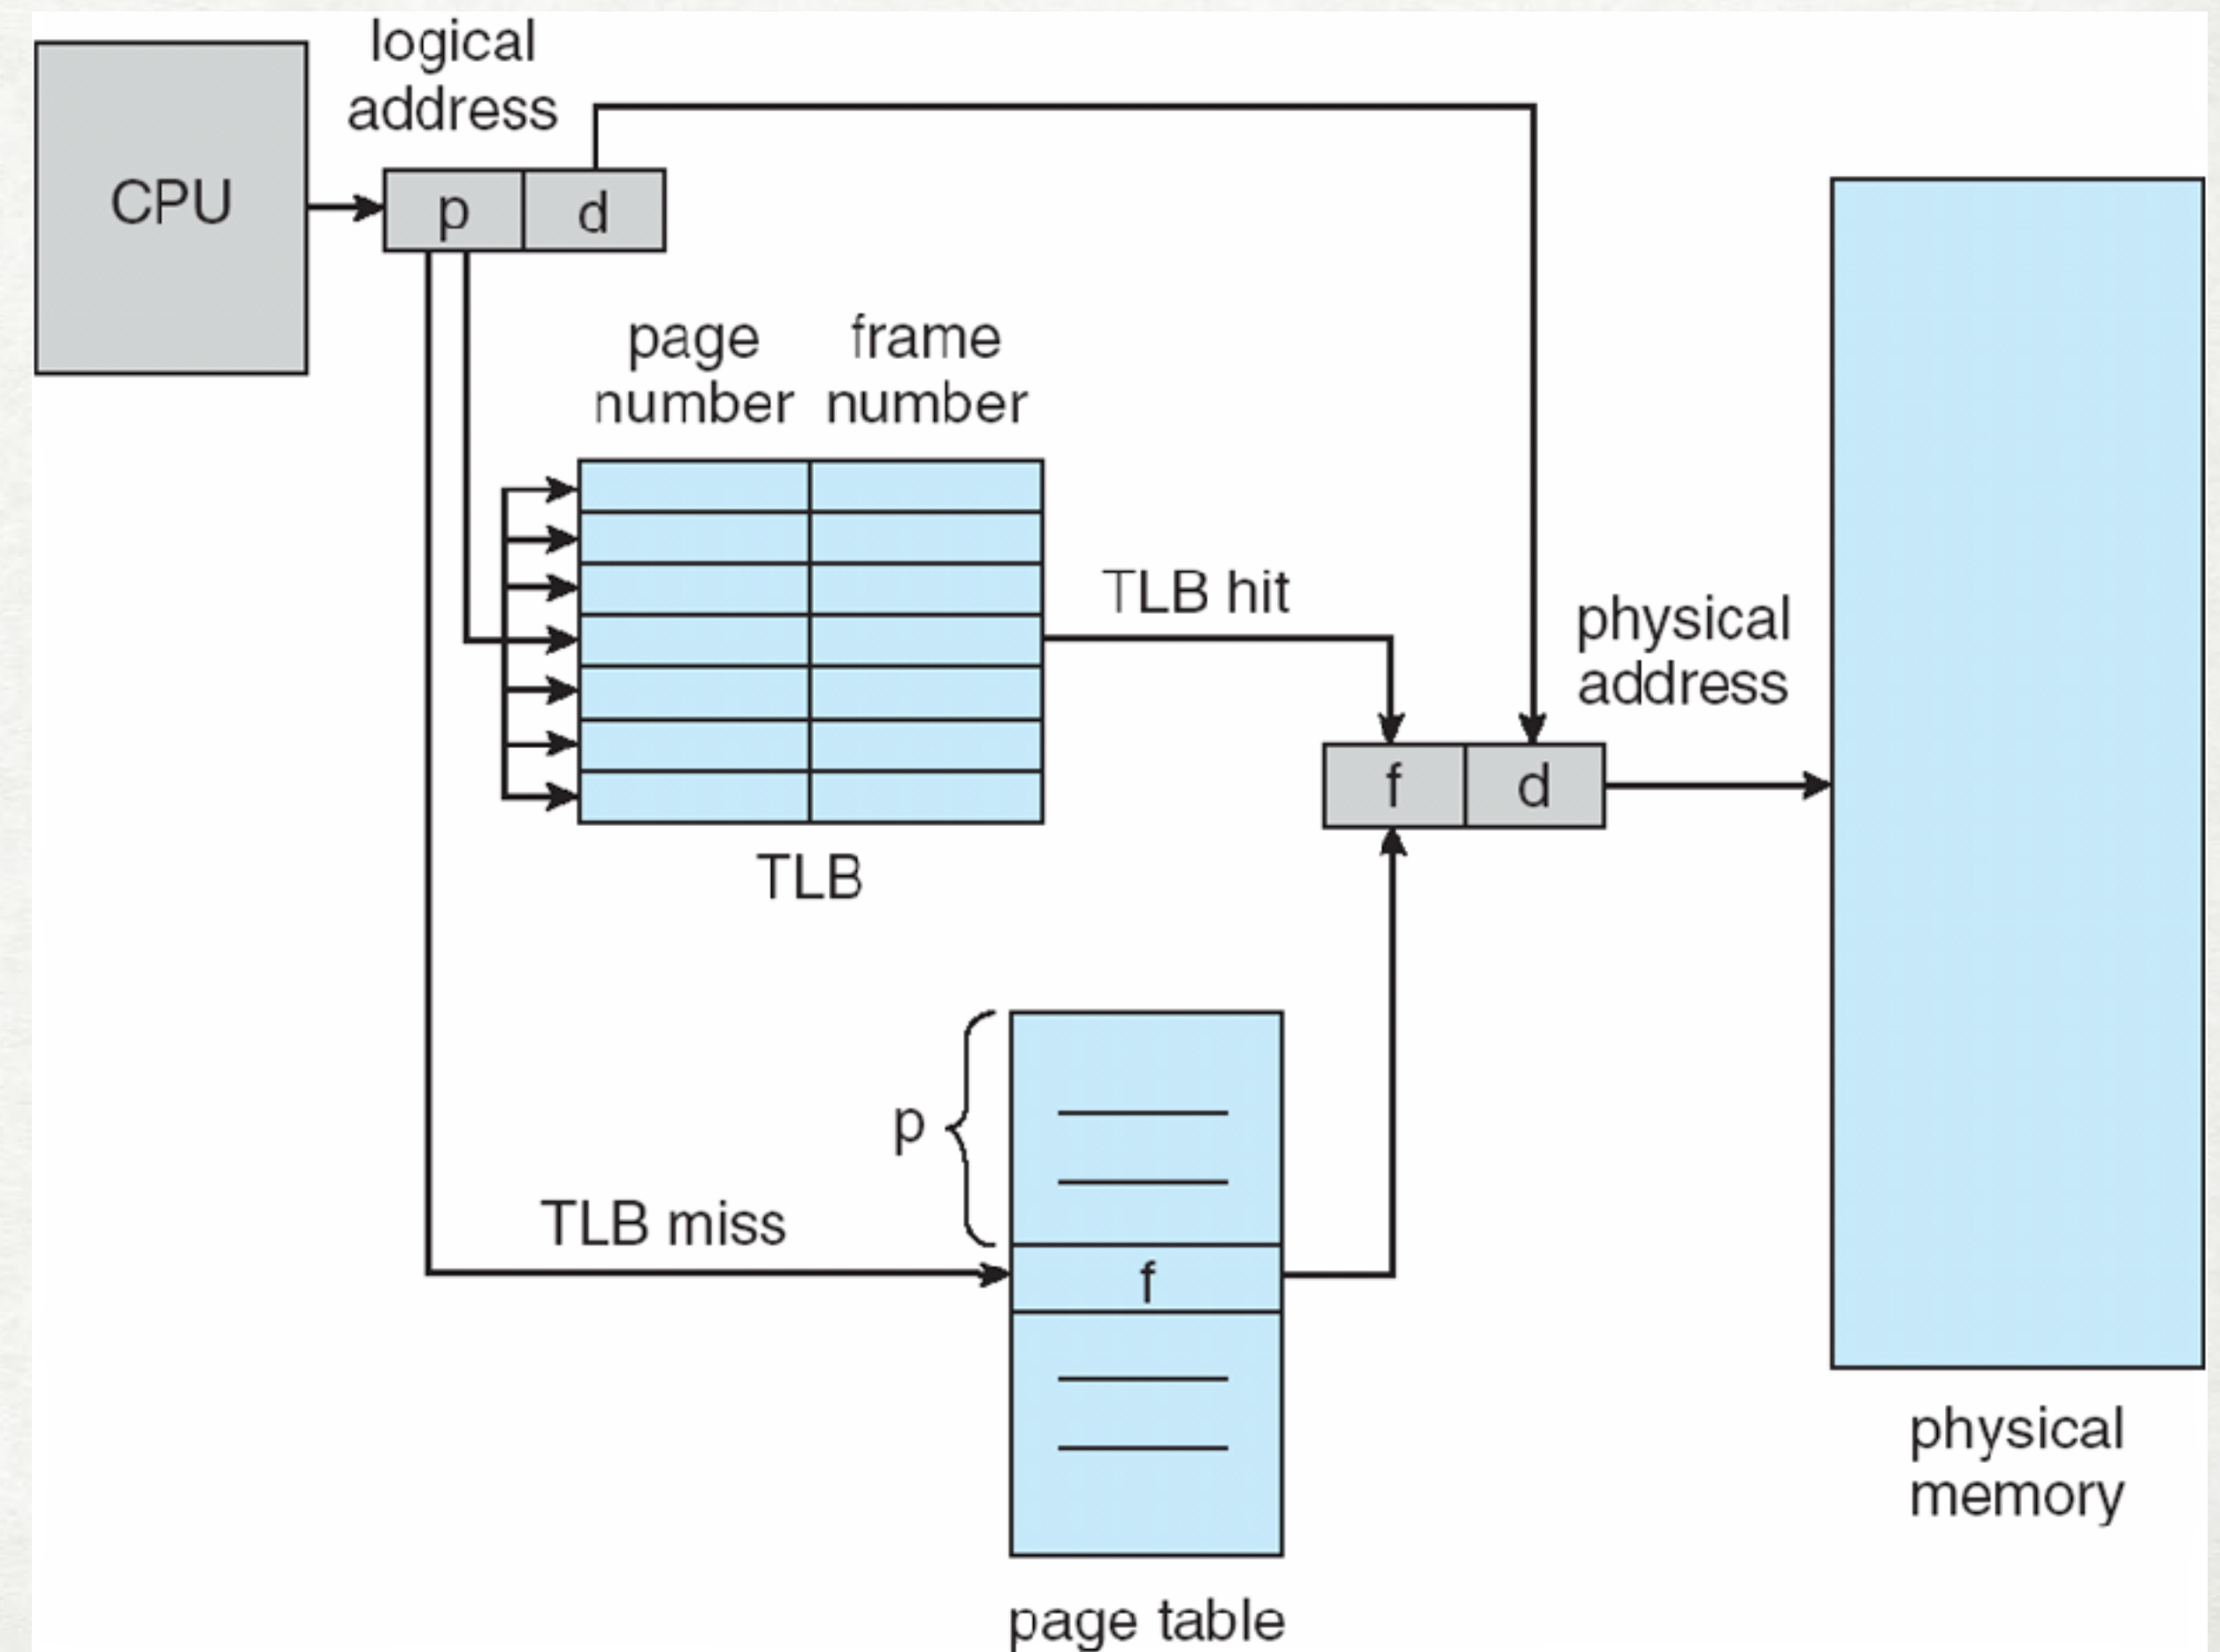 logical
address
CPU
p
d
page
number
frame
number
TLB hit
physical
address
f
d
TLB
p
TLB miss
f
physical
memory
page table